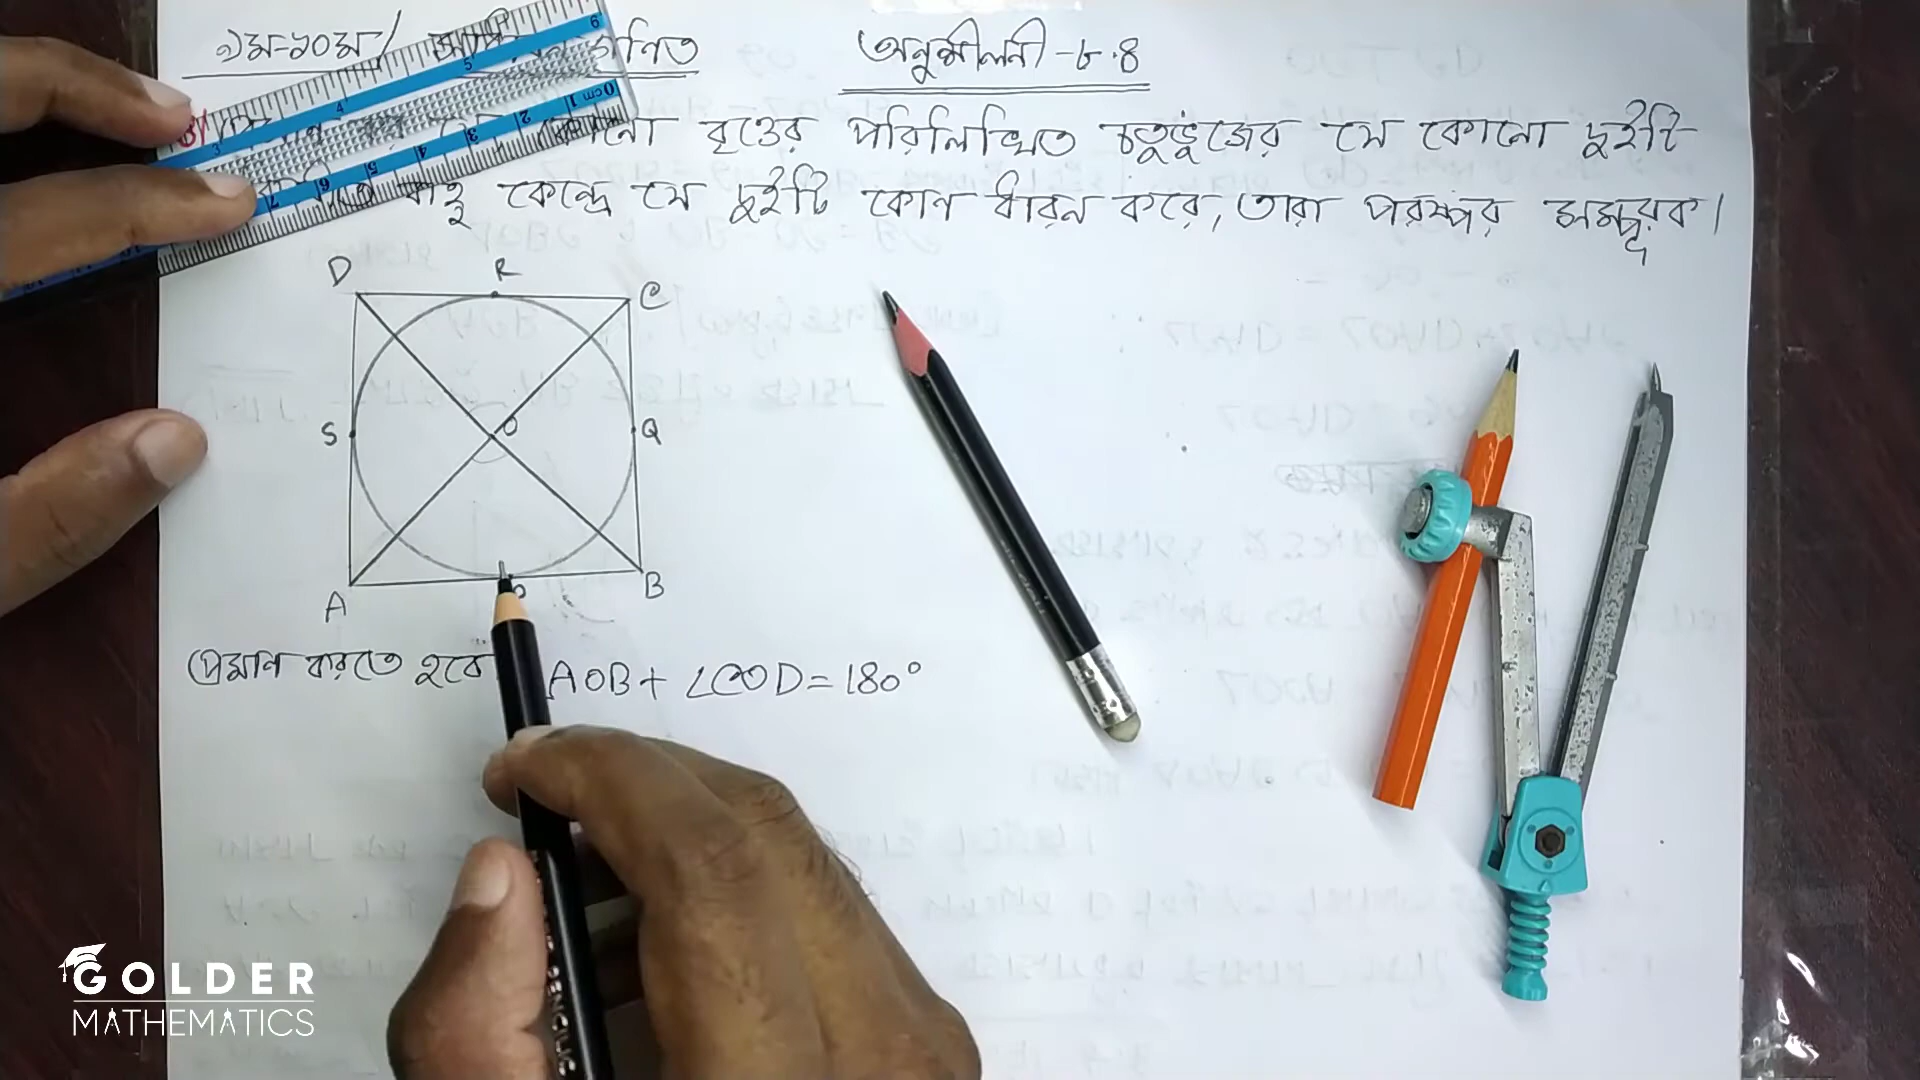 ৯ম-১০ম/ গণিত
অনুশীলনী-৮.৪
বৃত্তের পরিলিখিত চতুর্ভুজের যে কোনো দুইটি
বাহু কেন্দ্রে যে দুইটি কোণ ধারন করে, তারা পরস্পর সম্পূরক।
D R C
S O Q
A B
প্রমাণ করতে হবে AOB + ∠COD = 180°
GOLDER
MATHEMATICS